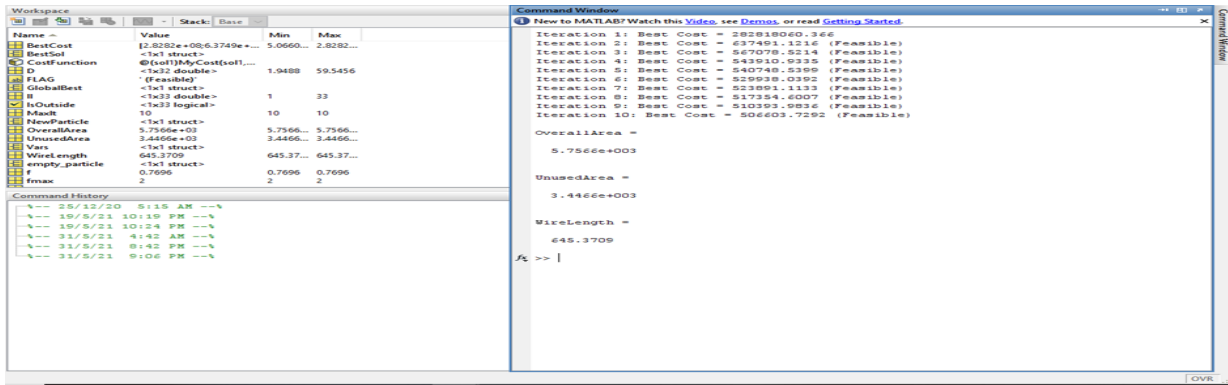 Workspace
Stack: Base
Name Value Min Max
BestCost [2.8282e+08;6.3749e+... 5.0660... 2.8282...
BestSol <1x1 struct>
CostFunction @(sol1)MyCost(sol1,...
D <1x32 double> 1.9488 59.5456
FLAG ' (Feasible)'
GlobalBest <1x1 struct>
II <1x33 double> 1 33
IsOutside <1x33 logical>
MaxIt 10 10 10
NewParticle <1x1 struct>
OverallArea 5.7566e+03 5.7566... 5.7566...
UnusedArea 3.4466e+03 3.4466... 3.4466...
Vars <1x1 struct>
WireLength 645.3709 645.37... 645.37...
empty_particle <1x1 struct>
f 0.7696 0.7696 0.7696
fmax 2 2 2
Command History
%-- 25/12/20 5:15 AM --%
%-- 19/5/21 10:19 PM --%
%-- 19/5/21 10:24 PM --%
%-- 31/5/21 4:42 AM --%
%-- 31/5/21 8:42 PM --%
%-- 31/5/21 9:06 PM --%
Command Window
New to MATLAB? Watch this Video, see Demos, or read Getting Started.
Iteration 1: Best Cost = 282818060.366
Iteration 2: Best Cost = 637491.1216 (Feasible)
Iteration 3: Best Cost = 567078.5214 (Feasible)
Iteration 4: Best Cost = 543910.9335 (Feasible)
Iteration 5: Best Cost = 540748.5399 (Feasible)
Iteration 6: Best Cost = 529938.0392 (Feasible)
Iteration 7: Best Cost = 523891.1133 (Feasible)
Iteration 8: Best Cost = 517354.6007 (Feasible)
Iteration 9: Best Cost = 510393.9836 (Feasible)
Iteration 10: Best Cost = 506603.7292 (Feasible)
OverallArea =
5.7566e+003
UnusedArea =
3.4466e+003
WireLength =
645.3709
fx >>
Command Window
OVR